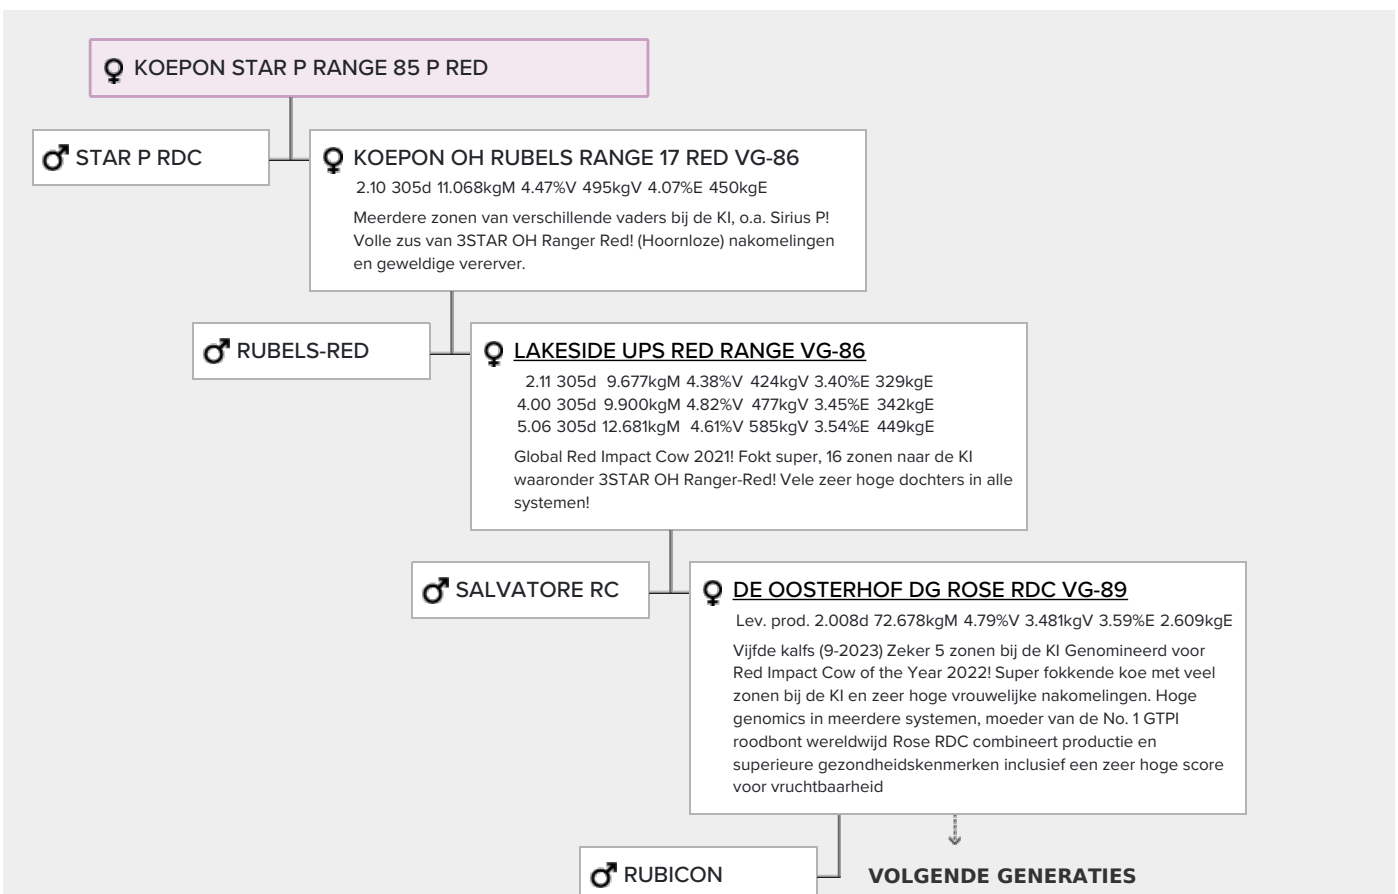 KOEPON STAR P RANGE 85 P RED
STAR P RDC
KOEPON OH RUBELS RANGE 17 RED VG-86
2.10 305d 11.068kgM 4.47%V 495kgV 4.07%E 450kgE
Meerdere zonen van verschillende vaders bij de KI, o.a. Sirius P!
Volle zus van 3STAR OH Ranger Red! (Hoornloze) nakomelingen
en geweldige vererver.
RUBELS-RED
LAKESIDE UPS RED RANGE VG-86
2.11 305d 9.677kgM 4.38%V 424kgV 3.40%E 329kgE
4.00 305d 9.900kgM 4.82%V 477kgV 3.45%E 342kgE
5.06 305d 12.681kgM 4.61%V 585kgV 3.54%E 449kgE
Global Red Impact Cow 2021! Fokt super, 16 zonen naar de KI
waaronder 3STAR OH Ranger-Red! Vele zeer hoge dochters in alle
systemen!
SALVATORE RC
DE OOSTERHOF DG ROSE RDC VG-89
Lev. prod. 2.008d 72.678kgM 4.79%V 3.481kgV 3.59%E 2.609kgE
Vijfde kalfs (9-2023) Zeker 5 zonen bij de KI Genomineerd voor
Red Impact Cow of the Year 2022! Super fokkende koe met veel
zonen bij de KI en zeer hoge vrouwelijke nakomelingen. Hoge
genomics in meerdere systemen, moeder van de No. 1 GTPI
roodbont wereldwijd Rose RDC combineert productie en
superieure gezondheidskenmerken inclusief een zeer hoge score
voor vruchtbaarheid
RUBICON
VOLGENDE GENERATIES